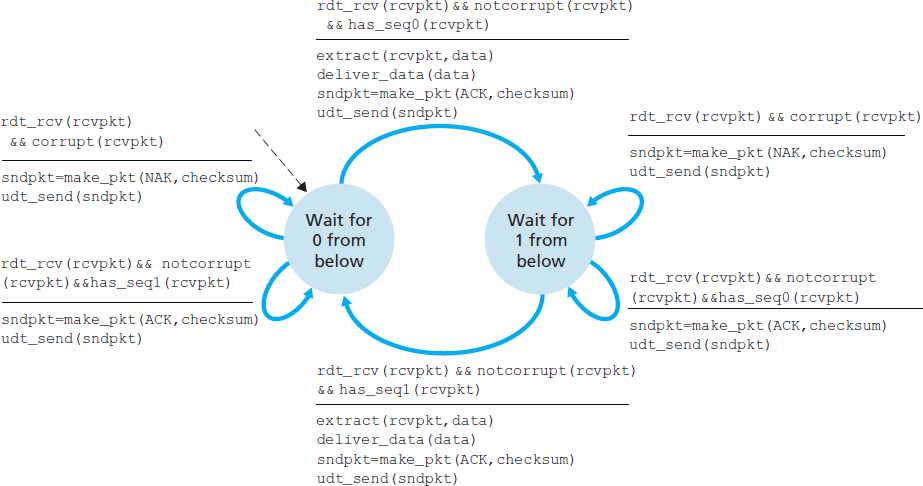 rdt_rcv(rcvpkt)&& notcorrupt(rcvpkt)
&& has_seq0(rcvpkt)
extract(rcvpkt,data)
deliver_data(data)
sndpkt=make_pkt(ACK,checksum)
udt_send(sndpkt)
rdt_rcv(rcvpkt)
&& corrupt(rcvpkt)
sndpkt=make_pkt(NAK,checksum)
udt_send(sndpkt)
rdt_rcv(rcvpkt) && corrupt(rcvpkt)
sndpkt=make_pkt(NAK,checksum)
udt_send(sndpkt)
Wait for
0 from
below
Wait for
1 from
below
rdt_rcv(rcvpkt)&& notcorrupt
(rcvpkt)&&has_seq1(rcvpkt)
sndpkt=make_pkt(ACK,checksum)
udt_send(sndpkt)
rdt_rcv(rcvpkt)&& notcorrupt
(rcvpkt)&&has_seq0(rcvpkt)
sndpkt=make_pkt(ACK,checksum)
udt_send(sndpkt)
rdt_rcv(rcvpkt) && notcorrupt(rcvpkt)
&& has_seq1(rcvpkt)
extract(rcvpkt,data)
deliver_data(data)
sndpkt=make_pkt(ACK,checksum)
udt_send(sndpkt)